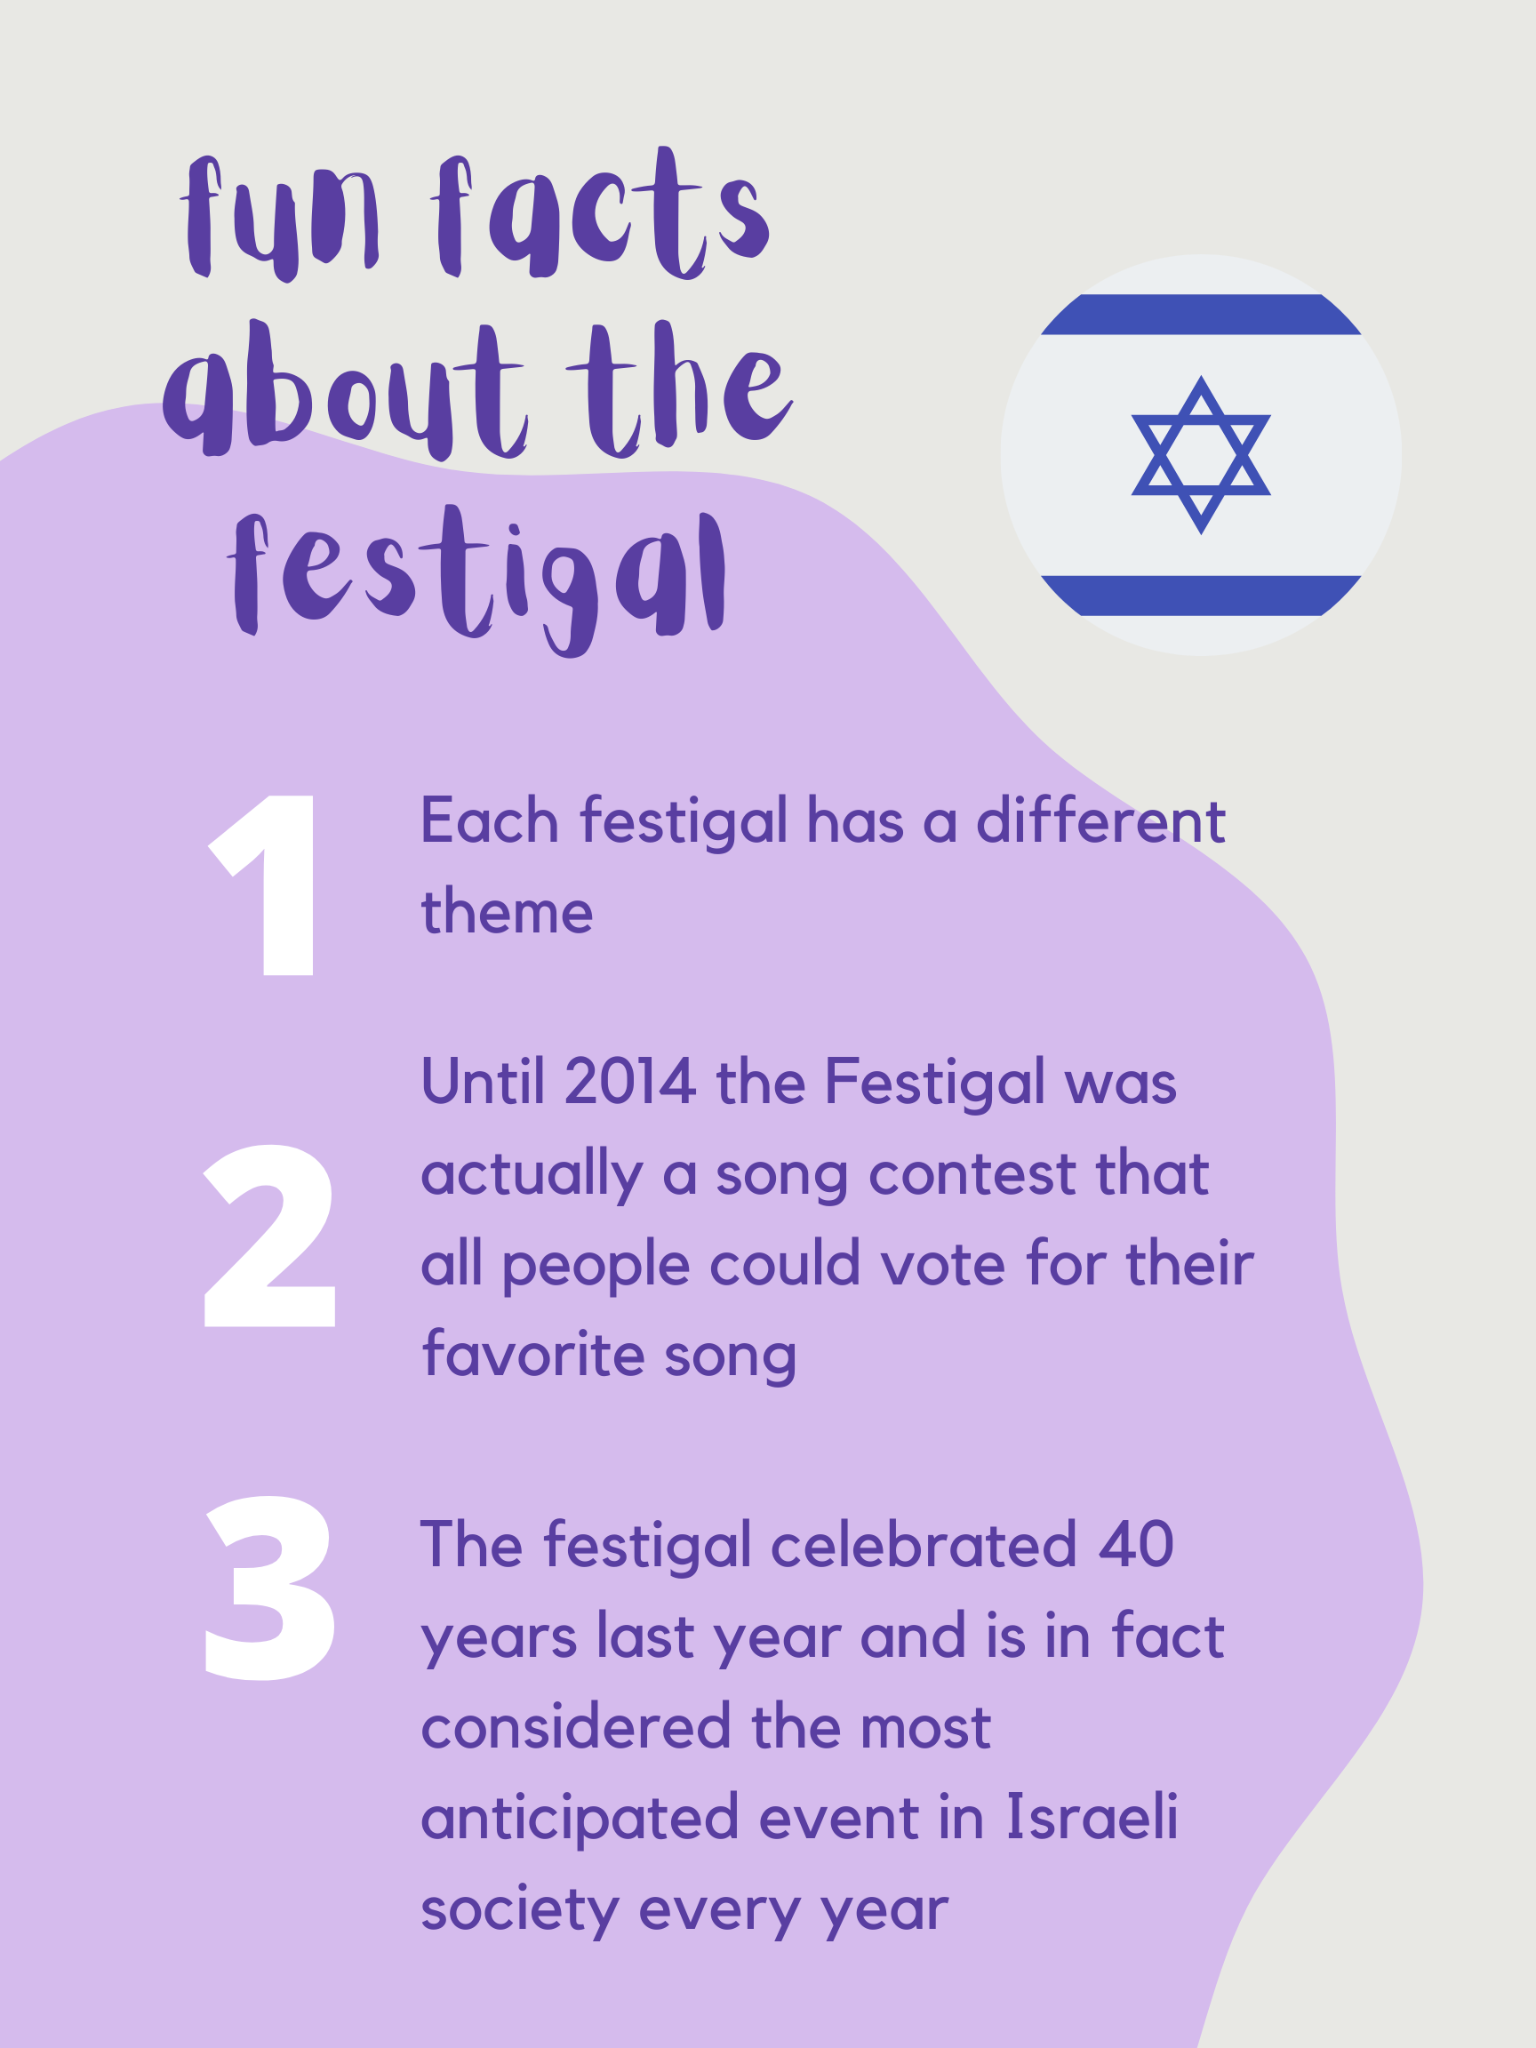 fun facts
about the
festigal
1
Each festigal has a different
theme
2
Until 2014 the Festigal was
actually a song contest that
all people could vote for their
favorite song
3
The festigal celebrated 40
years last year and is in fact
considered the most
anticipated event in Israeli
society every year